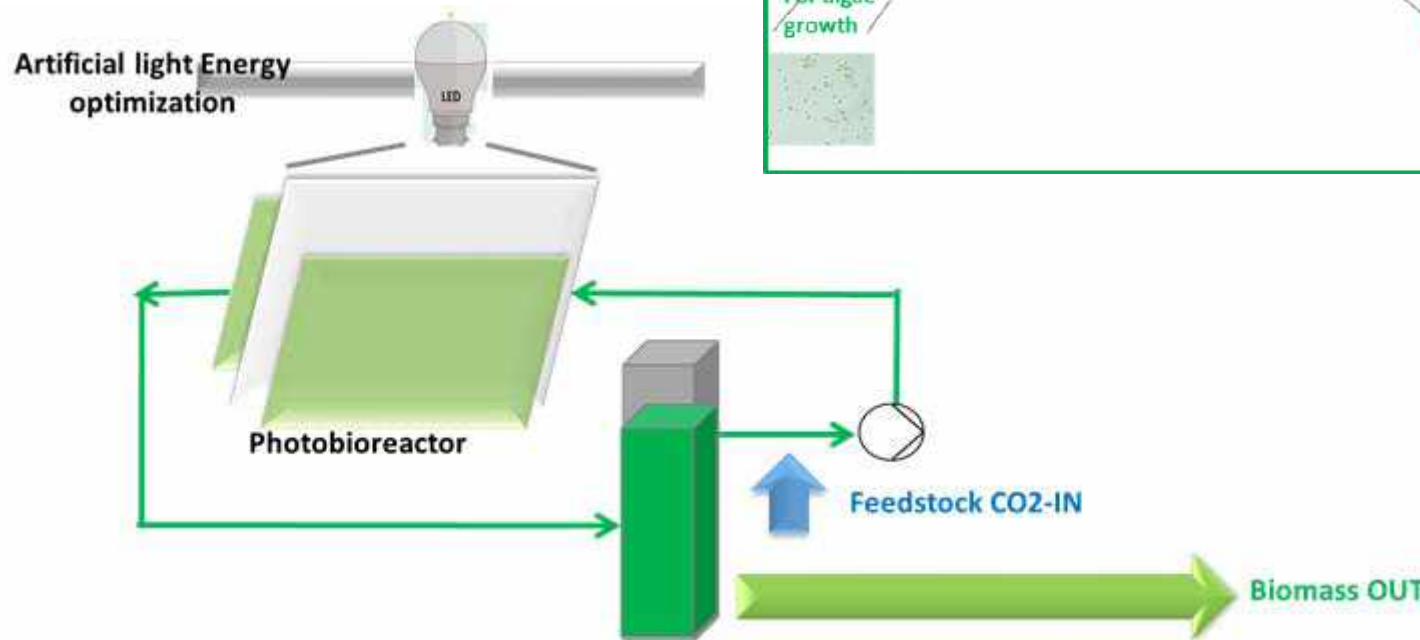 growth
Artificial light Energy
optimization
LED
Photobioreactor
Feedstock CO2-IN
Biomass OUT